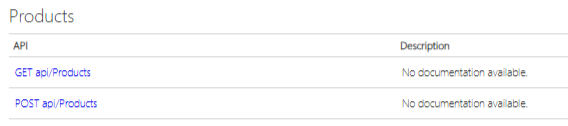 Products
API Description
GET api/Products No documentation available.
POST api/Products No documentation available.